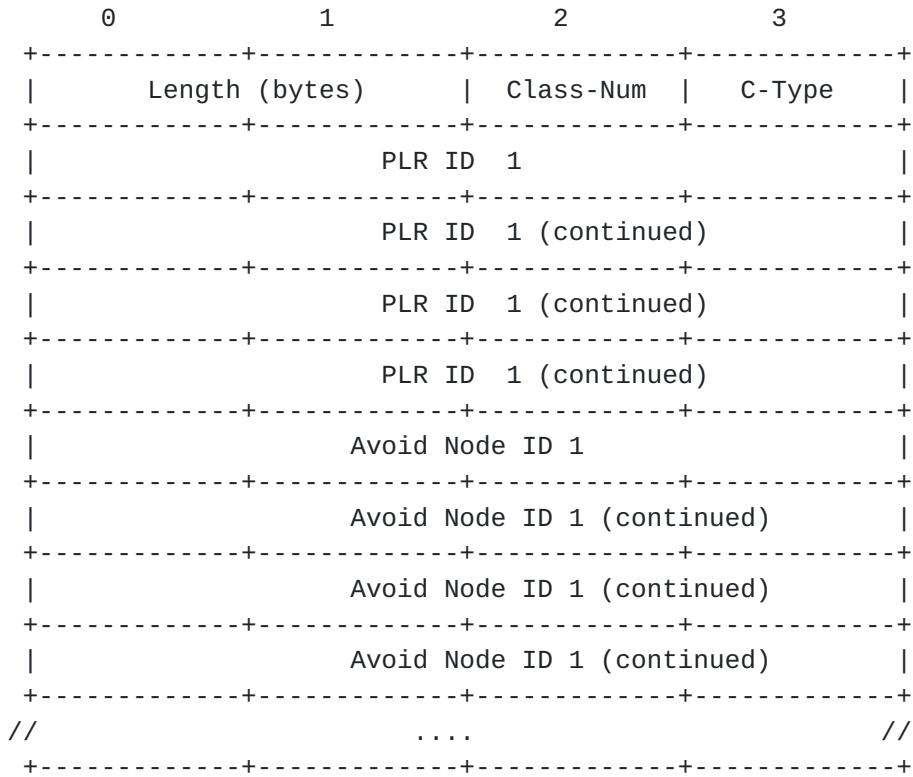 0             1              2             3
 +-------------+-------------+-------------+-------------+
 |       Length (bytes)      |  Class-Num  |   C-Type    |
 +-------------+-------------+-------------+-------------+
 |                      PLR ID  1                        |
 +-------------+-------------+-------------+-------------+
 |                      PLR ID  1 (continued)            |
 +-------------+-------------+-------------+-------------+
 |                      PLR ID  1 (continued)            |
 +-------------+-------------+-------------+-------------+
 |                      PLR ID  1 (continued)            |
 +-------------+-------------+-------------+-------------+
 |                    Avoid Node ID 1                    |
 +-------------+-------------+-------------+-------------+
 |                    Avoid Node ID 1 (continued)        |
 +-------------+-------------+-------------+-------------+
 |                    Avoid Node ID 1 (continued)        |
 +-------------+-------------+-------------+-------------+
 |                    Avoid Node ID 1 (continued)        |
 +-------------+-------------+-------------+-------------+
//                        ....                          //
 +-------------+-------------+-------------+-------------+